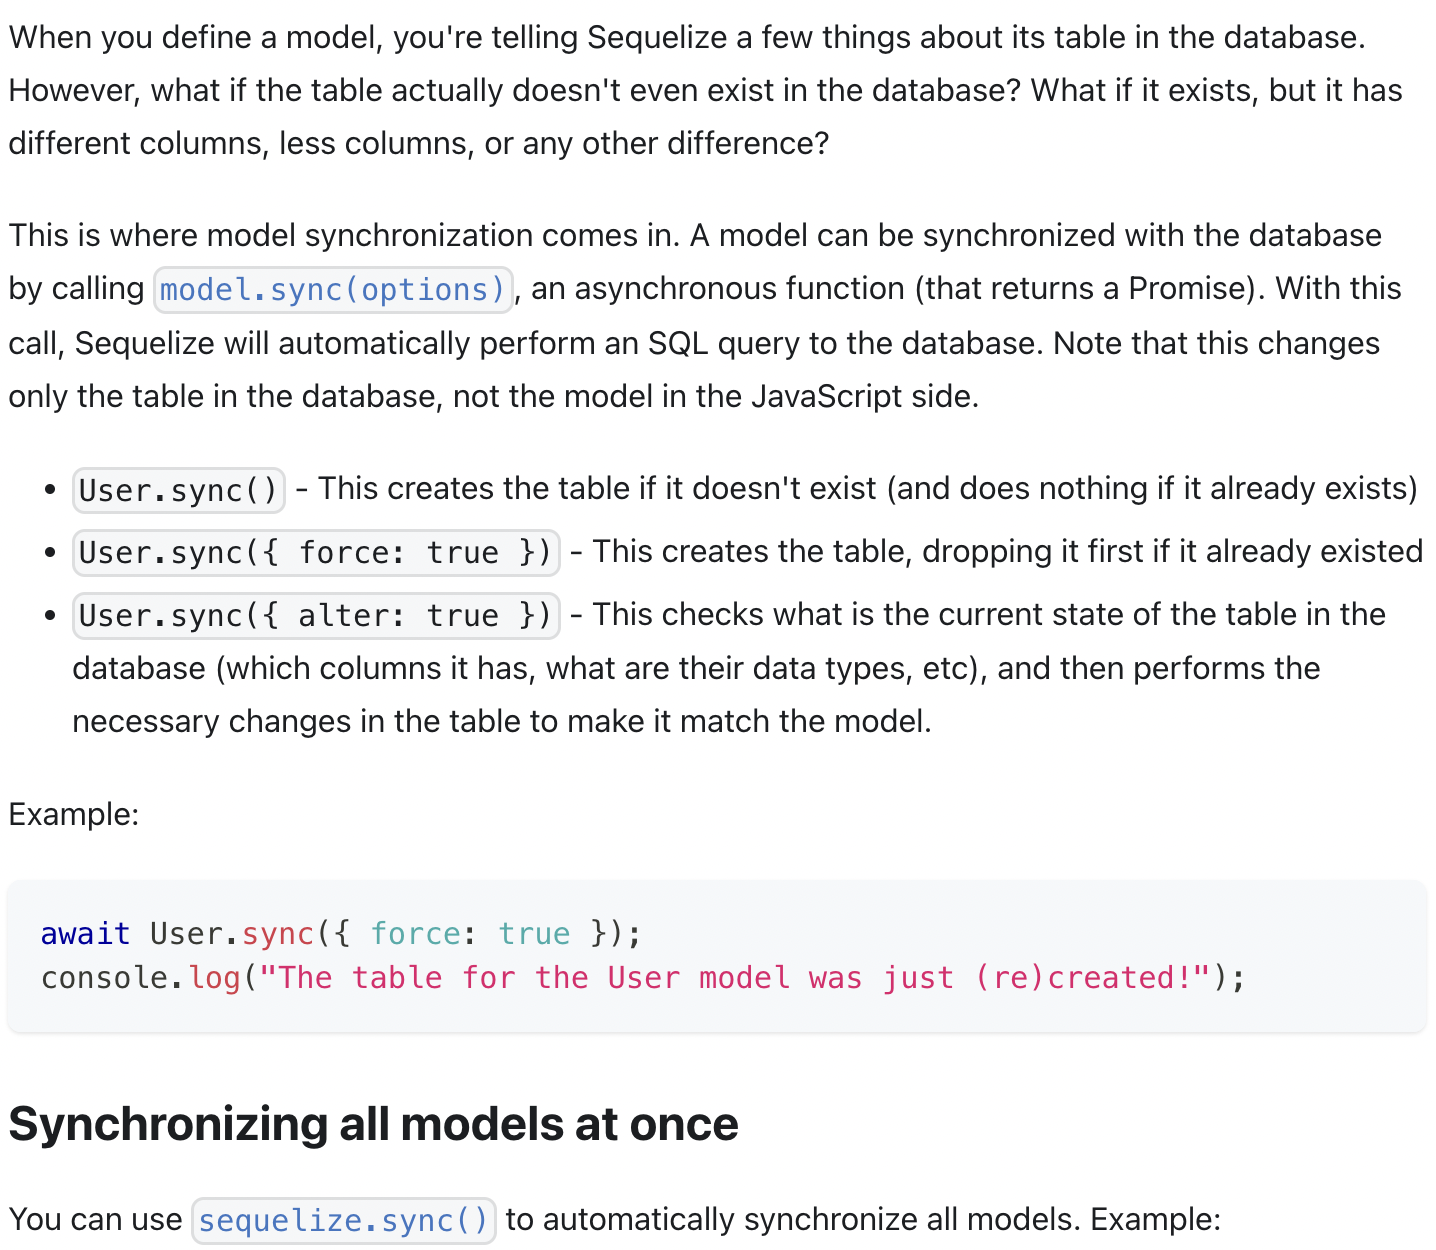 When you define a model, you're telling Sequelize a few things about its table in the database.
However, what if the table actually doesn't even exist in the database? What if it exists, but it has
different columns, less columns, or any other difference?
This is where model synchronization comes in. A model can be synchronized with the database
by calling model.sync(options), an asynchronous function (that returns a Promise). With this
call, Sequelize will automatically perform an SQL query to the database. Note that this changes
only the table in the database, not the model in the JavaScript side.
• User.sync() - This creates the table if it doesn't exist (and does nothing if it already exists)
• User.sync({ force: true }) - This creates the table, dropping it first if it already existed
• User.sync({ alter: true }) - This checks what is the current state of the table in the
database (which columns it has, what are their data types, etc), and then performs the
necessary changes in the table to make it match the model.
Example:
await User.sync({ force: true });
console.log("The table for the User model was just (re)created!");
Synchronizing all models at once
You can use sequelize.sync() to automatically synchronize all models. Example: